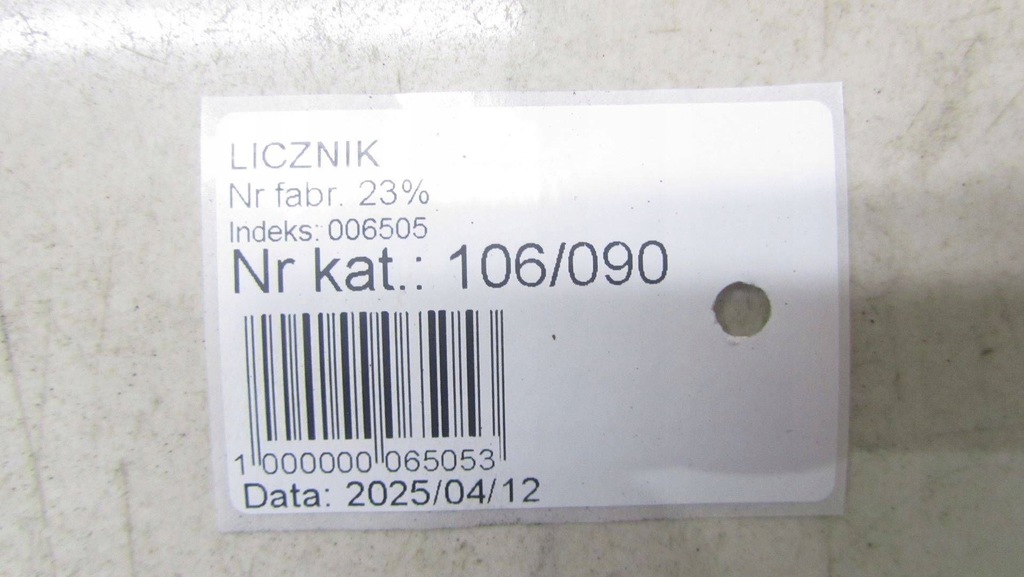 LICZNIK
Nr fabr. 23%
Indeks: 006505
Nr kat.: 106/090
1 000000 065053
Data: 2025/04/12